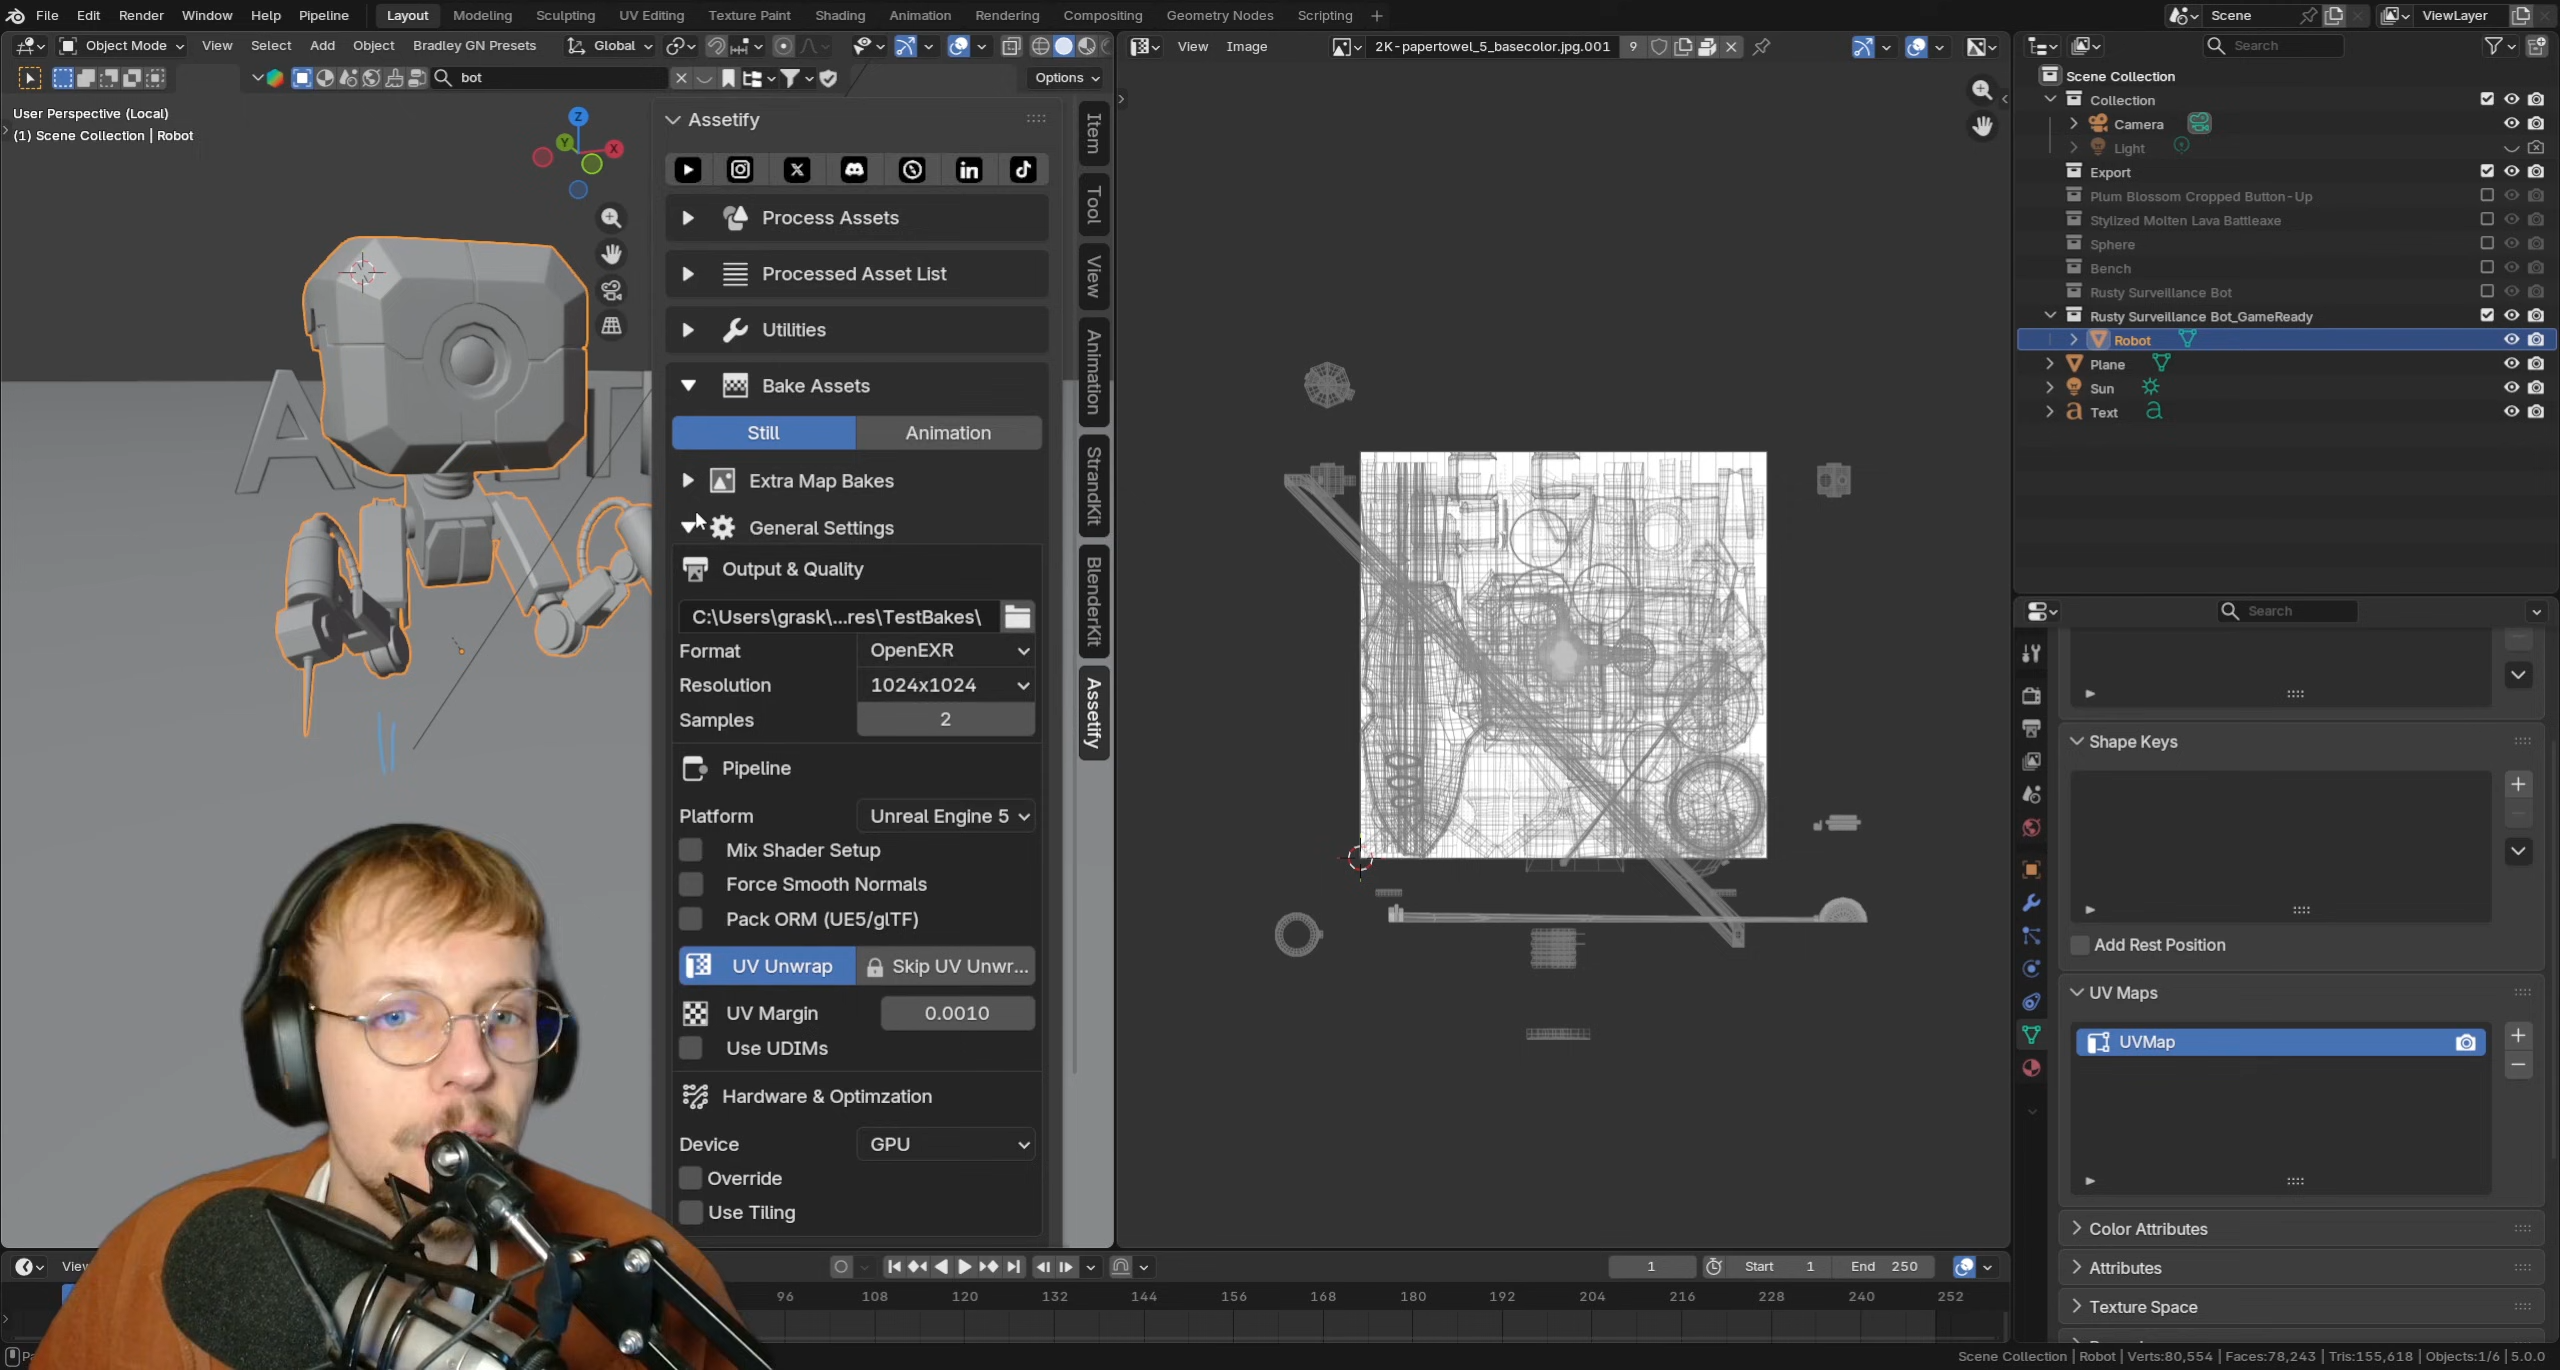 File Edit Render Window Help Pipeline Layout Modeling Sculpting UV Editing Texture Paint Shading Animation Rendering Compositing Geometry Nodes Scripting + Scene ViewLayer
Object Mode View Select Add Object Bradley GN Presets Global
View Image 2K-papertowel_5_basecolor.jpg.001 9
Search
bot
Options
User Perspective (Local)
(1) Scene Collection | Robot
Z
Y
X
Assetify
Process Assets
Processed Asset List
Utilities
Bake Assets
Still Animation
Extra Map Bakes
General Settings
Output & Quality
C:\Users\grask\...res\TestBakes\
Format OpenEXR
Resolution 1024x1024
Samples 2
Pipeline
Platform Unreal Engine 5
Mix Shader Setup
Force Smooth Normals
Pack ORM (UE5/glTF)
UV Unwrap Skip UV Unwr...
UV Margin 0.0010
Use UDIMs
Hardware & Optimzation
Device GPU
Override
Use Tiling
Item
Tool
View
Animation
StrandKit
BlenderKit
Assetify
Scene Collection
Collection
Camera
Light
Export
Plum Blossom Cropped Button-Up
Stylized Molten Lava Battleaxe
Sphere
Bench
Rusty Surveillance Bot
Rusty Surveillance Bot_GameReady
Robot
Plane
Sun
a Text a
Search
Shape Keys
Add Rest Position
UV Maps
UVMap
Color Attributes
Attributes
Texture Space
1 Start 1 End 250
96 108 120 132 144 156 168 180 192 204 216 228 240 252
Scene Collection | Robot | Verts:80,554 | Faces:78,243 | Tris:155,618 | Objects:1/6 | 5.0.0